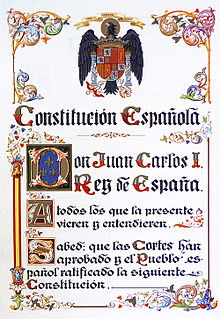 Constitución Española
Don Juan Carlos I,
Rey de España.
A todos los que la presente
vieren y entendieren.
Sabed: que las Cortes han
aprobado y el Pueblo es-
pañol ratificado la siguiente
Constitución.